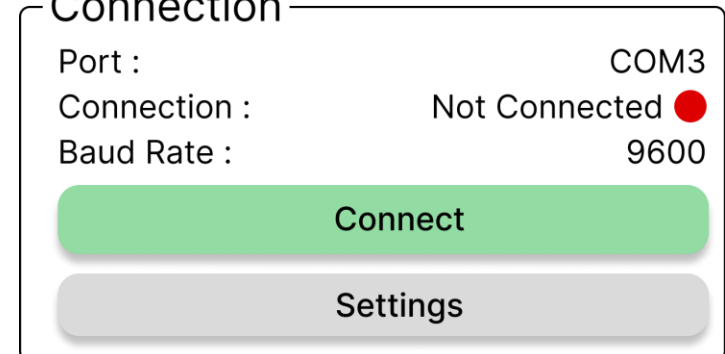 Connection
Port : COM3
Connection : Not Connected
Baud Rate : 9600
Connect
Settings